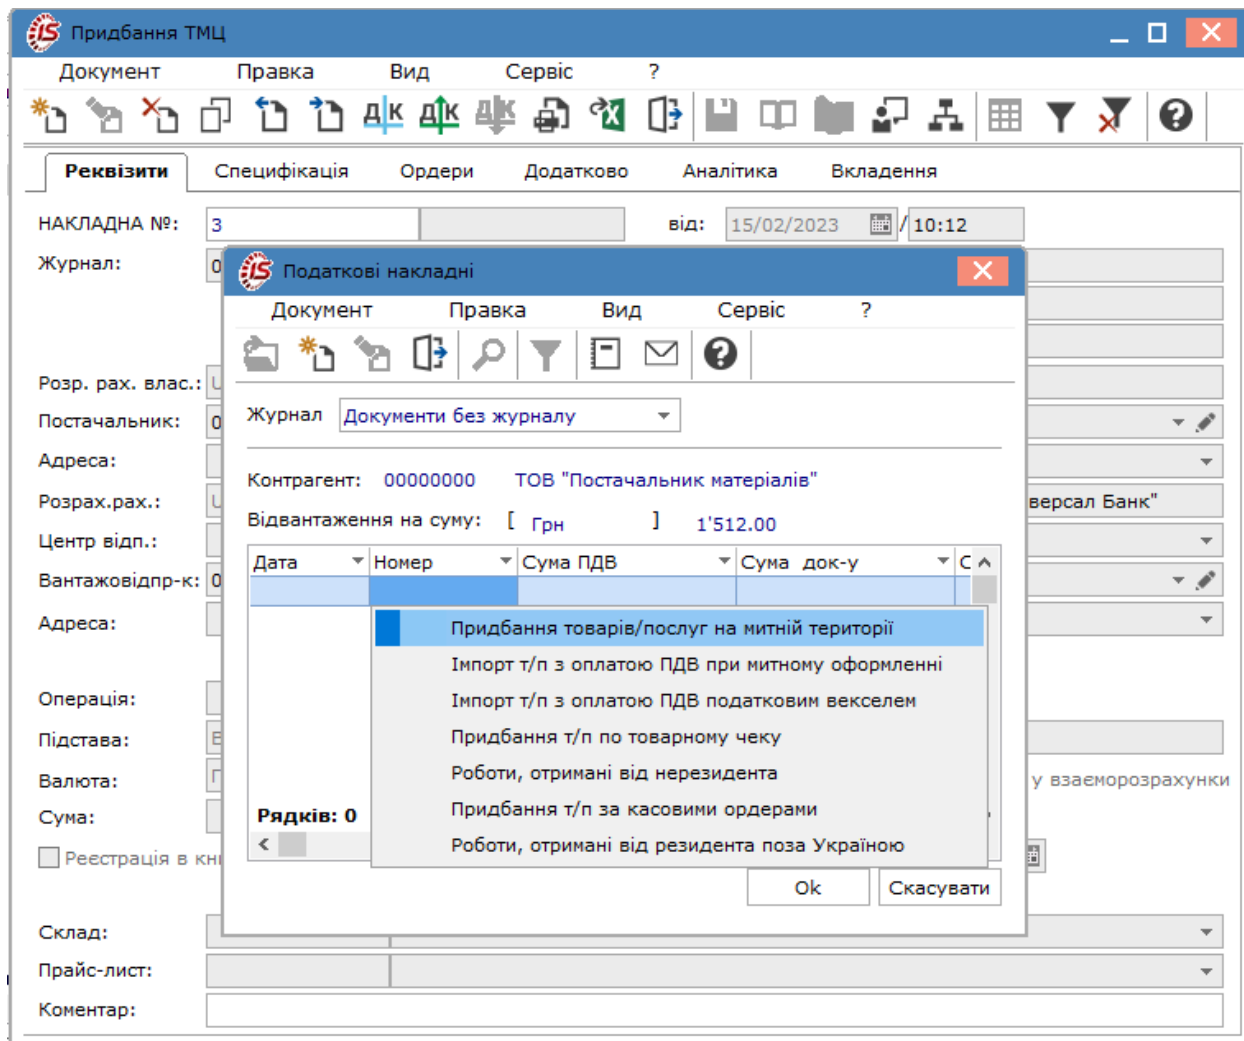 Придбання ТМЦ
Документ Правка Вид Сервіс ?
Реквізити Специфікація Ордери Додатково Аналітика Вкладення
НАКЛАДНА №: 3 від: 15/02/2023 / 10:12
Журнал: 0
Податкові накладні
Документ Правка Вид Сервіс ?
Розр. рах. влас.:
Журнал Документи без журналу
Постачальник: 0
Адреса:
Контрагент: 00000000 ТОВ "Постачальник матеріалів"
Розрах.рах.: версал Банк"
Відвантаження на суму: [ Грн ] 1'512.00
Центр відп.:
Дата Номер Сума ПДВ Сума док-у С
Вантажовідпр-к: 0
Адреса:
Придбання товарів/послуг на митній території
Імпорт т/п з оплатою ПДВ при митному оформленні
Імпорт т/п з оплатою ПДВ податковим векселем
Придбання т/п по товарному чеку
Роботи, отримані від нерезидента
Придбання т/п за касовими ордерами
Роботи, отримані від резидента поза Україною
Операція:
Підстава:
Валюта: у взаєморозрахунки
Сума:
Рядків: 0
Реєстрація в кни
Ok Скасувати
Склад:
Прайс-лист:
Коментар: